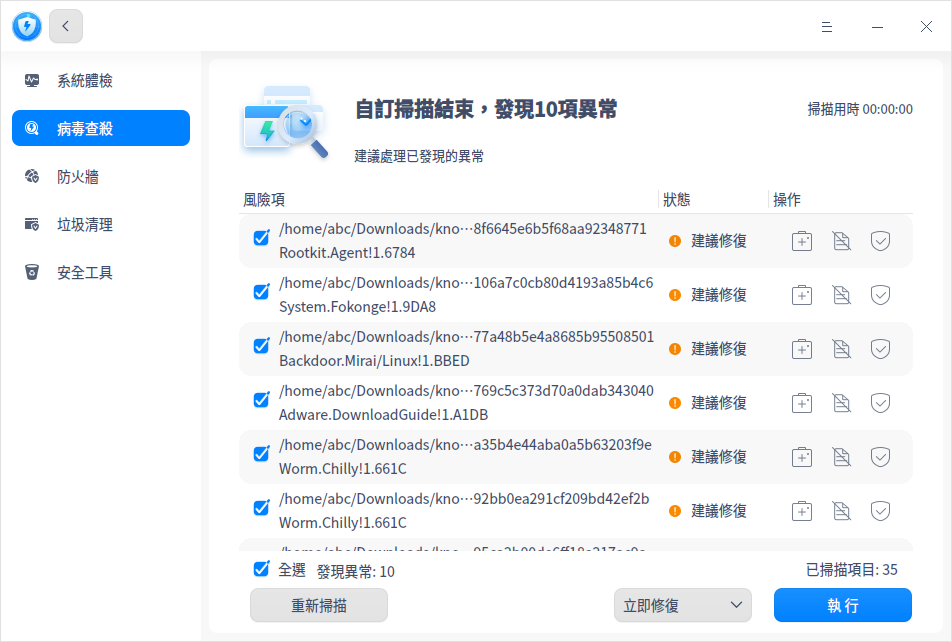 系統體檢
病毒查殺
防火牆
垃圾清理
安全工具
自訂掃描結束，發現10項異常
掃描用時 00:00:00
建議處理已發現的異常
風險項 狀態 操作
/home/abc/Downloads/kno⋯8f6645e6b5f68aa92348771
Rootkit.Agent!1.6784
建議修復
/home/abc/Downloads/kno⋯106a7c0cb80d4193a85b4c6
System.Fokonge!1.9DA8
建議修復
/home/abc/Downloads/kno⋯77a48b5e4a8685b95508501
Backdoor.Mirai/Linux!1.BBED
建議修復
/home/abc/Downloads/kno⋯769c5c373d70a0dab343040
Adware.DownloadGuide!1.A1DB
建議修復
/home/abc/Downloads/kno⋯a35b4e44aba0a5b63203f9e
Worm.Chilly!1.661C
建議修復
/home/abc/Downloads/kno⋯92bb0ea291cf209bd42ef2b
Worm.Chilly!1.661C
建議修復
全選 發現異常: 10
已掃描項目: 35
重新掃描
立即修復
執行